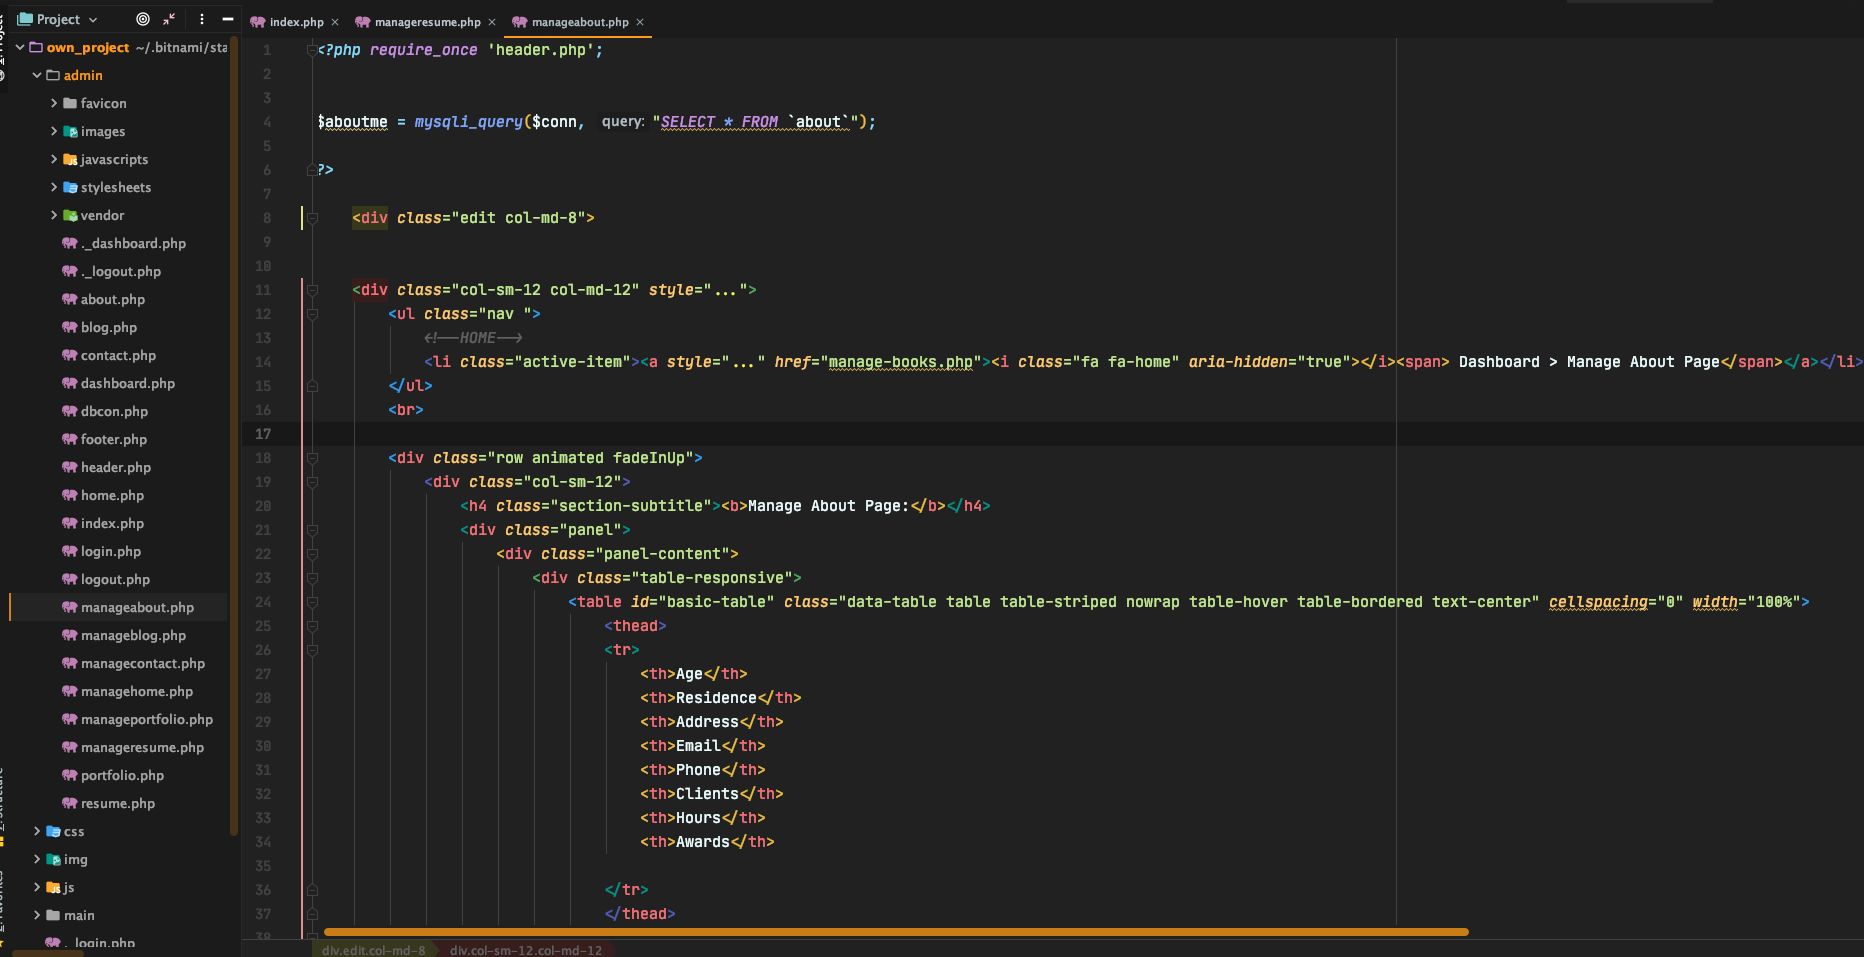 Project
index.php
manageresume.php
manageabout.php
own_project ~/.bitnami/sta
admin
favicon
images
javascripts
stylesheets
vendor
._dashboard.php
._logout.php
about.php
blog.php
contact.php
dashboard.php
dbcon.php
footer.php
header.php
home.php
index.php
login.php
logout.php
manageabout.php
manageblog.php
managecontact.php
managehome.php
manageportfolio.php
manageresume.php
portfolio.php
resume.php
css
img
js
main
._login.php
1 <?php require_once 'header.php';
2
3
4 $aboutme = mysqli_query($conn, query: "SELECT * FROM `about`");
5
6 ?>
7
8 <div class="edit col-md-8">
9
10
11 <div class="col-sm-12 col-md-12" style="...">
12 <ul class="nav ">
13 <!--HOME-->
14 <li class="active-item"><a style="..." href="manage-books.php"><i class="fa fa-home" aria-hidden="true"></i><span> Dashboard > Manage About Page</span></a></li>
15 </ul>
16 <br>
17
18 <div class="row animated fadeInUp">
19 <div class="col-sm-12">
20 <h4 class="section-subtitle"><b>Manage About Page:</b></h4>
21 <div class="panel">
22 <div class="panel-content">
23 <div class="table-responsive">
24 <table id="basic-table" class="data-table table table-striped nowrap table-hover table-bordered text-center" cellspacing="0" width="100%">
25 <thead>
26 <tr>
27 <th>Age</th>
28 <th>Residence</th>
29 <th>Address</th>
30 <th>Email</th>
31 <th>Phone</th>
32 <th>Clients</th>
33 <th>Hours</th>
34 <th>Awards</th>
35
36 </tr>
37 </thead>
38
div.edit.col-md-8 div.col-sm-12.col-md-12